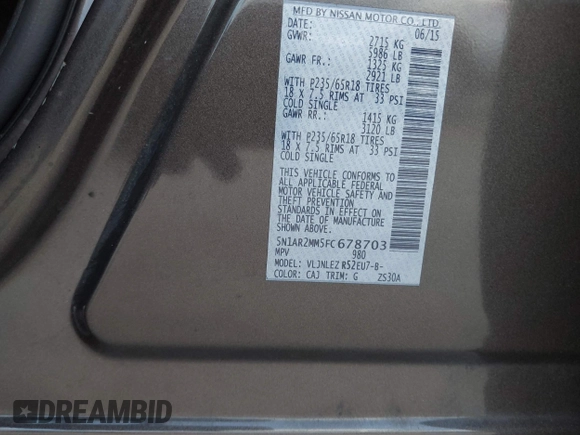 MFD BY NISSAN MOTOR CO., LTD.
DATE: 06/15
GVWR: 2715 KG
5986 LB
GAWR FR.: 1325 KG
2921 LB
WITH P235/65R18 TIRES
18 X 7.5 RIMS AT 33 PSI
COLD SINGLE
GAWR RR.: 1415 KG
3120 LB
WITH P235/65R18 TIRES
18 X 7.5 RIMS AT 33 PSI
COLD SINGLE
THIS VEHICLE CONFORMS TO
ALL APPLICABLE FEDERAL
MOTOR VEHICLE SAFETY AND
THEFT PREVENTION
STANDARDS IN EFFECT ON
THE DATE OF MANUFACTURE
SHOWN ABOVE.
5N1AR2MM5FC678703
MPV 980
MODEL: VLJNLEZ R52EU7-B-
COLOR: CAJ TRIM: G ZS30A
DREAMBID